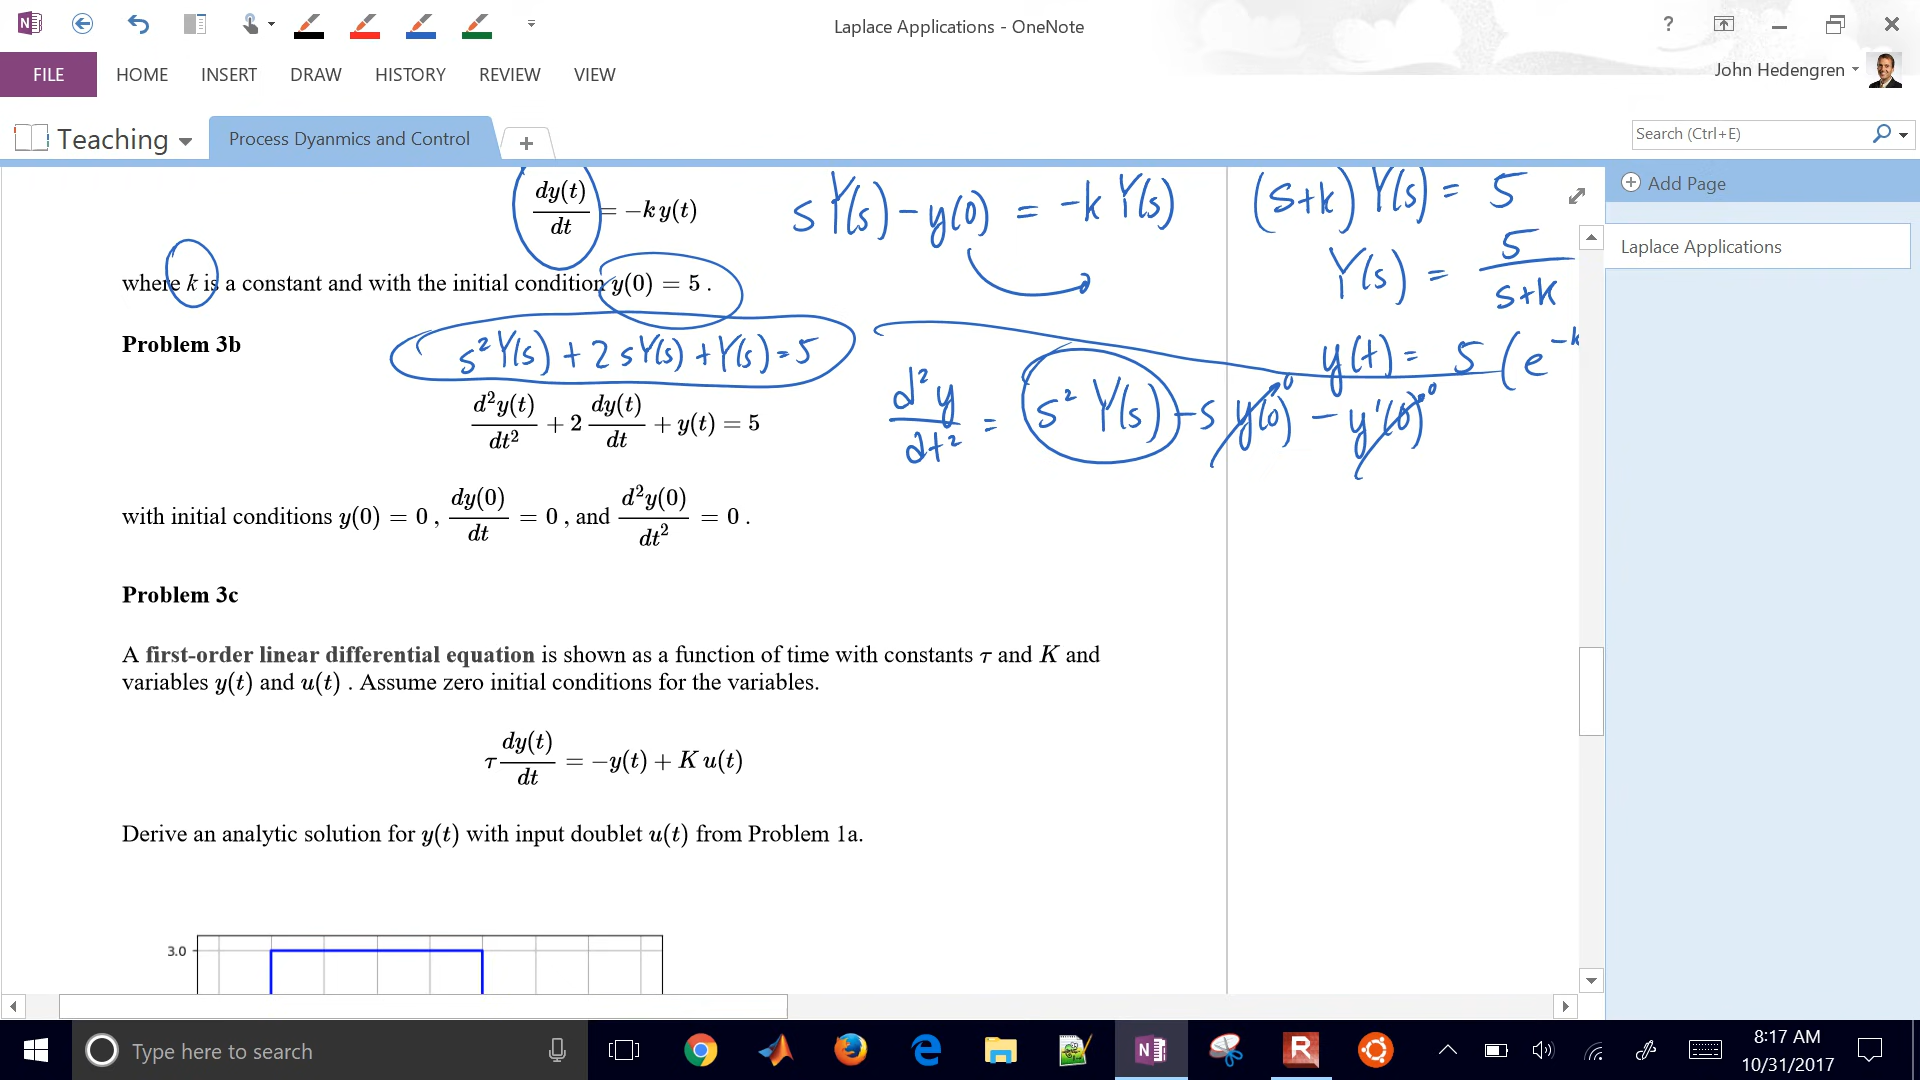 Laplace Applications - OneNote
?
FILE HOME INSERT DRAW HISTORY REVIEW VIEW
John Hedengren
Teaching
Process Dyanmics and Control
+
Search (Ctrl+E)
Add Page
Laplace Applications
dy(t)/dt = −k y(t)
s Y(s) − y(0) = −k Y(s)
(s+k) Y(s) = 5
Y(s) = 5/(s+k)
where k is a constant and with the initial condition y(0) = 5 .
y(t) = 5 (e^−k
Problem 3b
s² Y(s) + 2 s Y(s) + Y(s) = 5
d²y/dt² = s² Y(s) − s y(0)⁰ − y'(0)⁰
d²y(t)/dt² + 2 dy(t)/dt + y(t) = 5
with initial conditions y(0) = 0 , dy(0)/dt = 0 , and d²y(0)/dt² = 0 .
Problem 3c
A first-order linear differential equation is shown as a function of time with constants τ and K and
variables y(t) and u(t) . Assume zero initial conditions for the variables.
τ dy(t)/dt = −y(t) + K u(t)
Derive an analytic solution for y(t) with input doublet u(t) from Problem 1a.
3.0
Type here to search
8:17 AM
10/31/2017